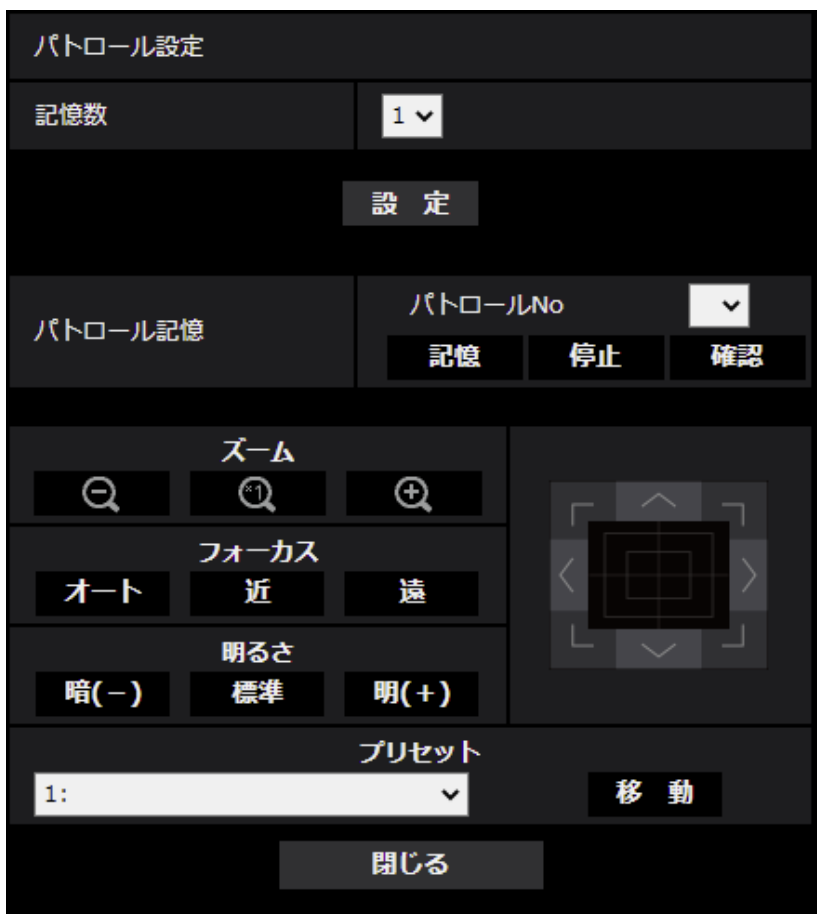 パトロール設定
記憶数 1
設 定
パトロールNo
パトロール記憶
記憶 停止 確認
ズーム
×1
フォーカス
オート 近 遠
明るさ
暗(－) 標準 明(＋)
プリセット
1: 移 動
閉じる